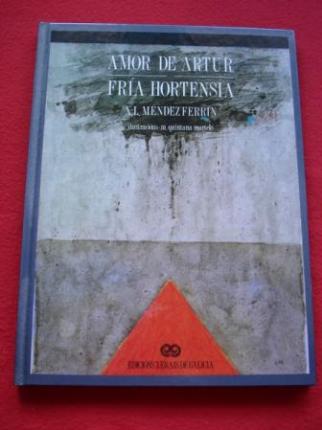 AMOR DE ARTUR
FRÍA HORTENSIA
X.L. MÉNDEZ FERRÍN
ilustracións: m. quintana martelo
EDICIÓNS XERAIS DE GALICIA